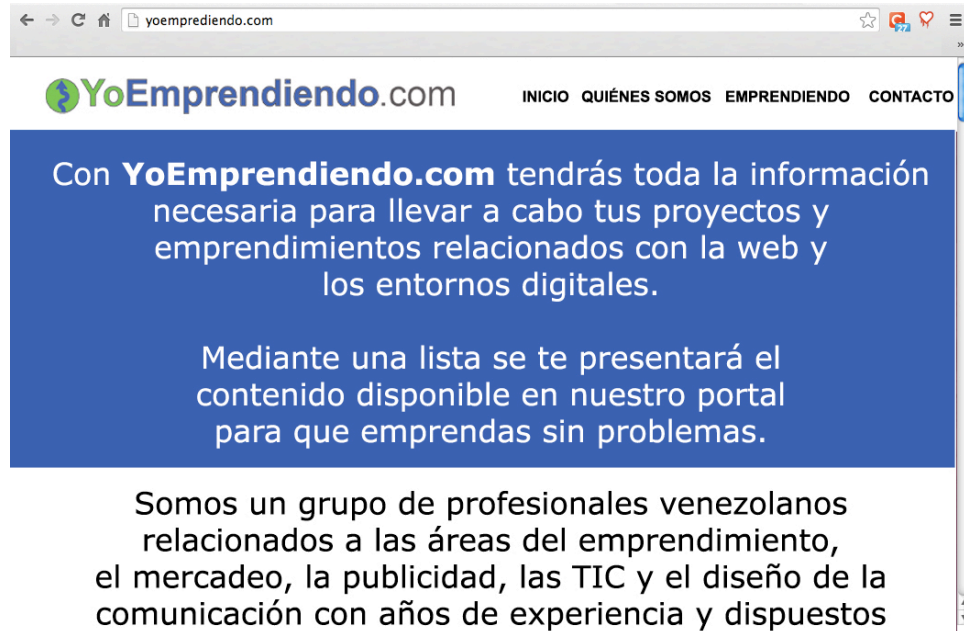 yoemprediendo.com
27
»
YoEmprendiendo.com
INICIO QUIÉNES SOMOS EMPRENDIENDO CONTACTO
Con YoEmprendiendo.com tendrás toda la información
necesaria para llevar a cabo tus proyectos y
emprendimientos relacionados con la web y
los entornos digitales.
Mediante una lista se te presentará el
contenido disponible en nuestro portal
para que emprendas sin problemas.
Somos un grupo de profesionales venezolanos
relacionados a las áreas del emprendimiento,
el mercadeo, la publicidad, las TIC y el diseño de la
comunicación con años de experiencia y dispuestos